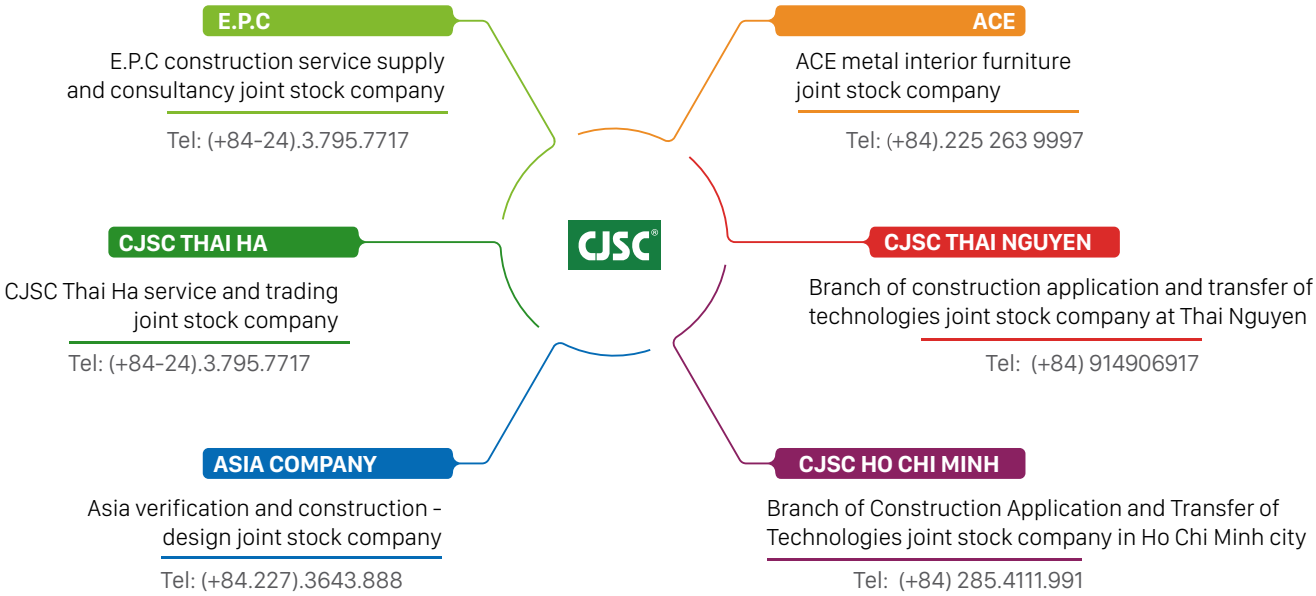 E.P.C
E.P.C construction service supply
and consultancy joint stock company
Tel: (+84-24).3.795.7717
ACE
ACE metal interior furniture
joint stock company
Tel: (+84).225 263 9997
CJSC®
CJSC THAI HA
CJSC Thai Ha service and trading
joint stock company
Tel: (+84-24).3.795.7717
CJSC THAI NGUYEN
Branch of construction application and transfer of
technologies joint stock company at Thai Nguyen
Tel: (+84) 914906917
ASIA COMPANY
Asia verification and construction -
design joint stock company
Tel: (+84.227).3643.888
CJSC HO CHI MINH
Branch of Construction Application and Transfer of
Technologies joint stock company in Ho Chi Minh city
Tel: (+84) 285.4111.991